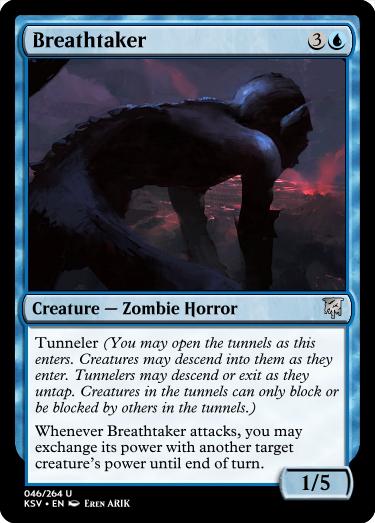 Breathtaker 3
Creature — Zombie Horror
Tunneler (You may open the tunnels as this
enters. Creatures may descend into them as they
enter. Tunnelers may descend or exit as they
untap. Creatures in the tunnels can only block or
be blocked by others in the tunnels.)
Whenever Breathtaker attacks, you may
exchange its power with another target
creature's power until end of turn.
1/5
046/264 U
KSV • EN Eren ARIK